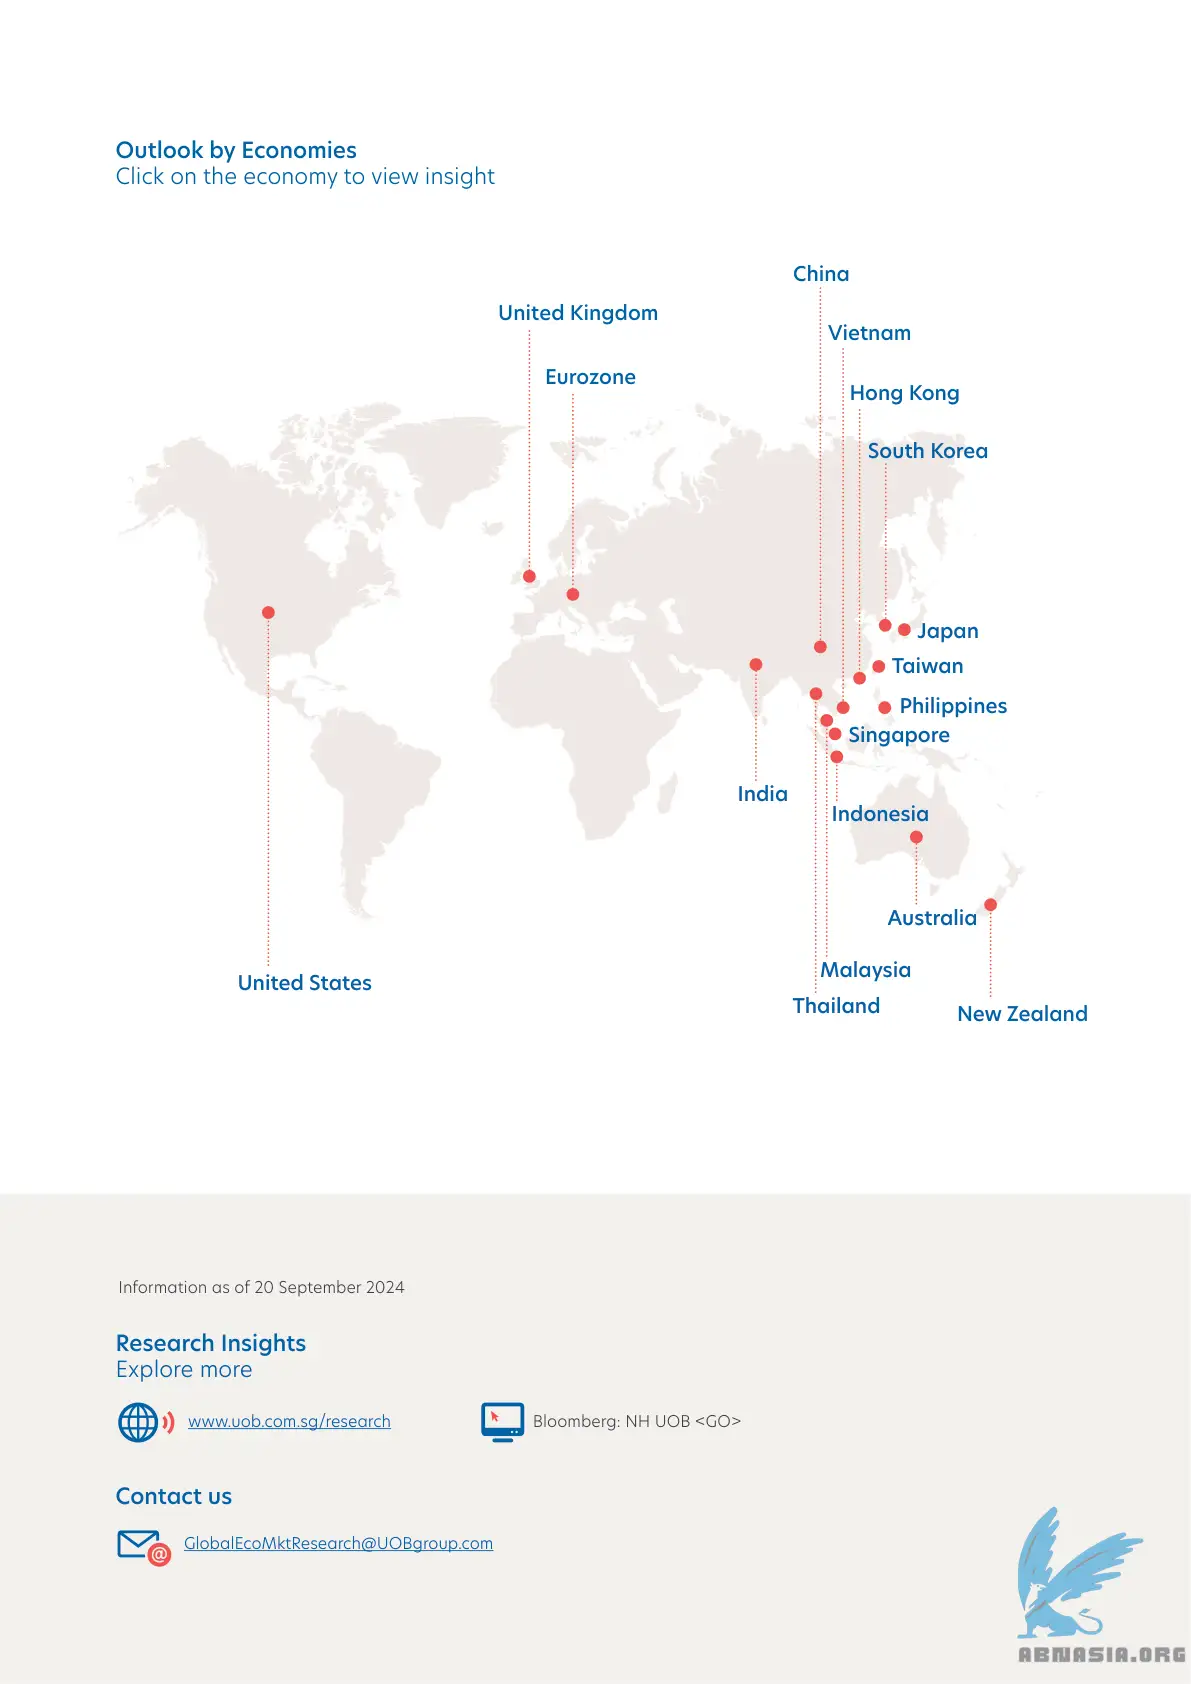 Outlook by Economies
Click on the economy to view insight
China
United Kingdom
Vietnam
Eurozone
Hong Kong
South Korea
Japan
Taiwan
Philippines
Singapore
India
Indonesia
Australia
Malaysia
United States
Thailand
New Zealand
Information as of 20 September 2024
Research Insights
Explore more
www.uob.com.sg/research
Bloomberg: NH UOB <GO>
Contact us
@ GlobalEcoMktResearch@UOBgroup.com
ABNASIA.ORG